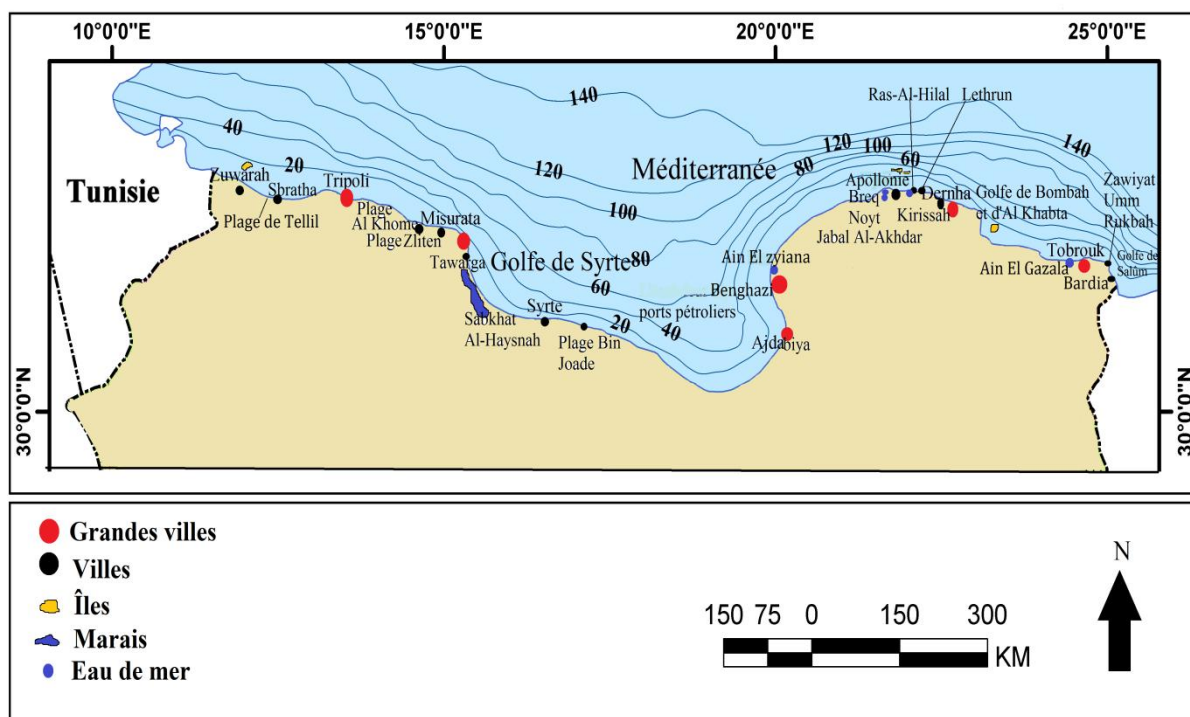 10°0'0"E
15°0'0"E
20°0'0"E
25°0'0"E
140
Ras-Al-Hilal
Lethrun
40
120
100
140
20
120
Méditerranée
80
60
Zuwarah
Tunisie
Tripoli
Apollonie
Zawiyat
Umm
Rukbah
Sbratha
100
Breq
Dernha
Golfe de Bombah
et d'Al Khabta
Plage de Tellil
Plage
Al Khoms
Misurata
Noyt
Kirissah
Plage
Zliten
Jabal Al-Akhdar
Tawarga
Golfe de Syrte
80
Ain El zyiana
Tobrouk
Golfe de
Salûm
Ain El Gazala
60
Benghazi
Bardia
Syrte
ports pétroliers
Sabkhat
Al-Haysnah
20
40
Plage Bin
Joade
Ajdabiya
30°0'0"N
30°0'0"N
Grandes villes
Villes
Îles
Marais
Eau de mer
N
150 75 0 150 300
KM